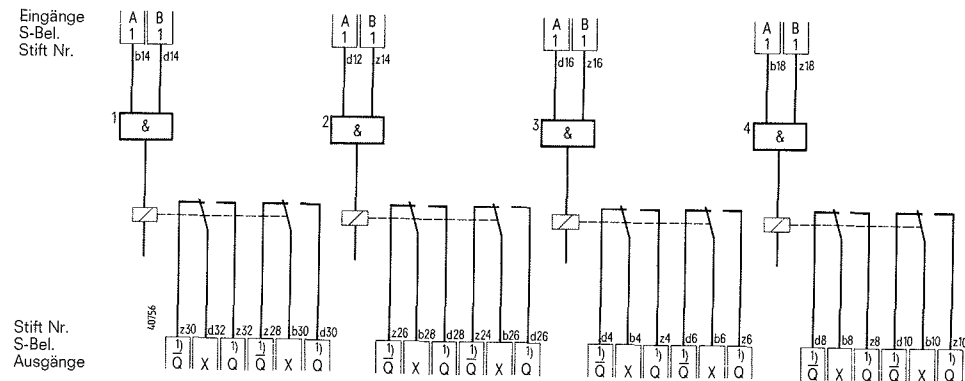 Eingänge A B A B A B A B
S-Bel. 1 1 1 1 1 1 1 1
Stift Nr. b14 d14 d12 z14 d16 z16 b18 z18
1 & 2 & 3 & 4 &
40756
Stift Nr. z30 d32 z32 z28 b30 d30 z26 b28 d28 z24 b26 d26 d4 b4 z4 d6 b6 z6 d8 b8 z8 d10 b10 z10
S-Bel. 1) 1) 1) 1) 1) 1) 1) 1) 1) 1) 1) 1) 1) 1) 1) 1)
Ausgänge Q X Q Q X Q Q X Q Q X Q Q X Q Q X Q Q X Q Q X Q